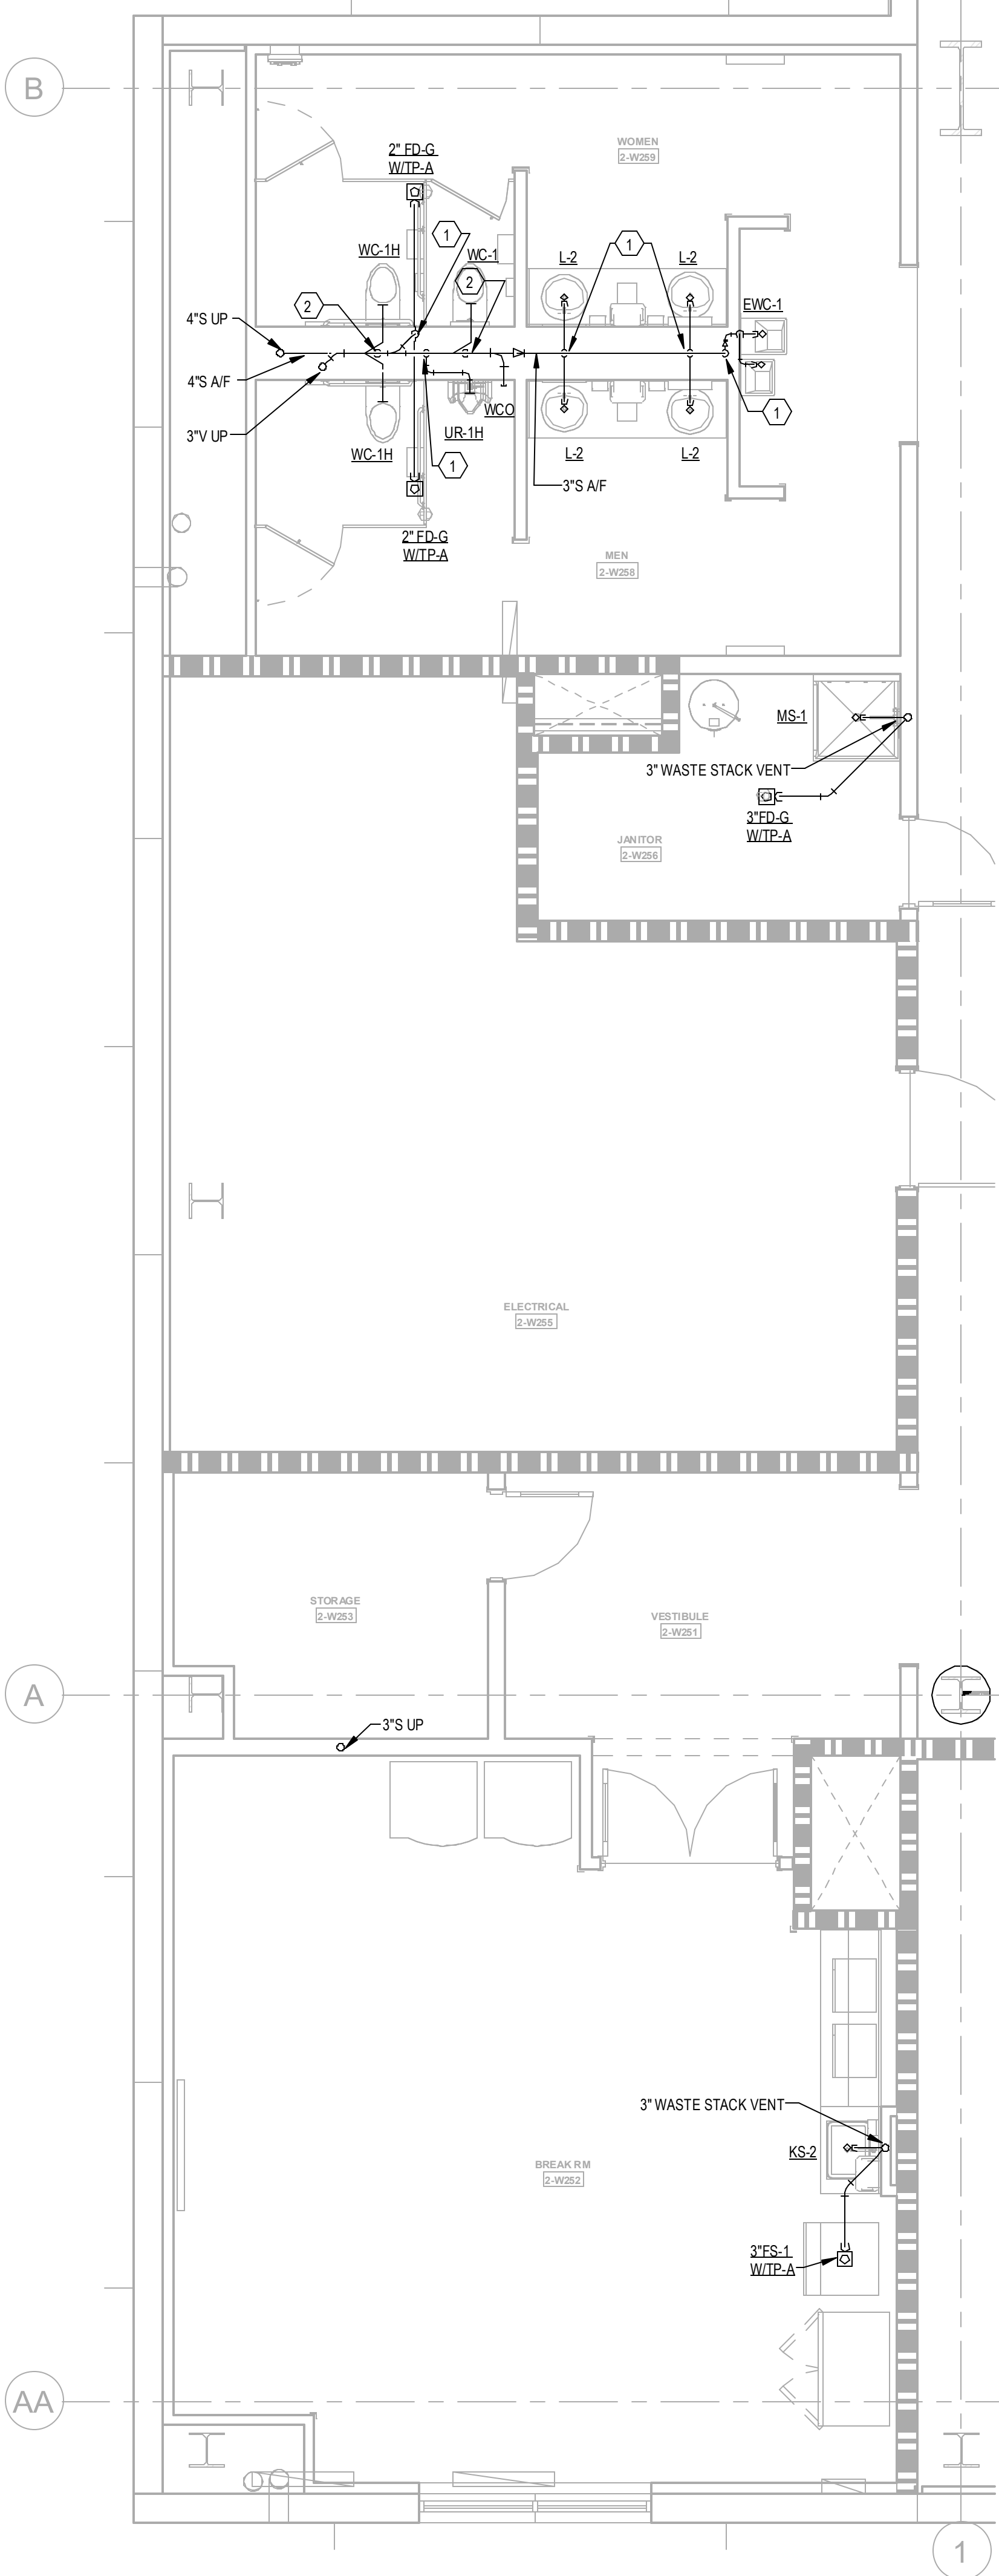 B
WOMEN
2-W259
2" FD-G
W/TP-A
1
WC-1H
WC-1
2
2
1
L-2
L-2
EWC-1
4"S UP
4"S A/F
3"V UP
WC-1H
UR-1H
WCO
1
1
L-2
L-2
3"S A/F
2" FD-G
W/TP-A
MEN
2-W258
MS-1
3" WASTE STACK VENT
3"FD-G
W/TP-A
JANITOR
2-W256
ELECTRICAL
2-W255
STORAGE
2-W253
VESTIBULE
2-W251
A
3"S UP
3" WASTE STACK VENT
KS-2
BREAK RM
2-W252
3"FS-1
W/TP-A
AA
1